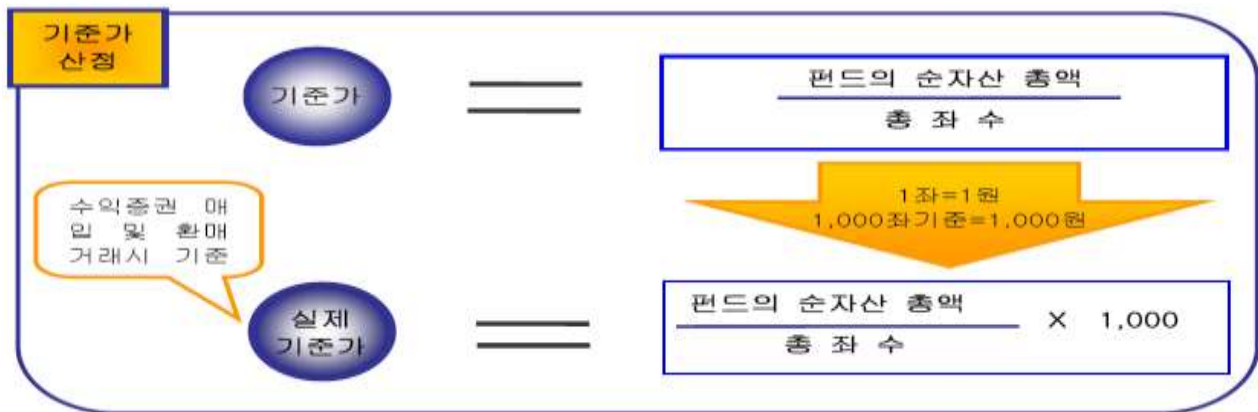 기준가
산정
기준가
펀드의 순자산 총액
총 좌 수
1좌=1원
1,000좌기준=1,000원
수익증권 매
입 및 환매
거래시 기준
실제
기준가
펀드의 순자산 총액
총 좌 수
X 1,000